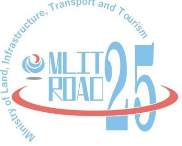 Ministry of Land, Infrastructure, Transport and Tourism
MLIT
ROAD
25